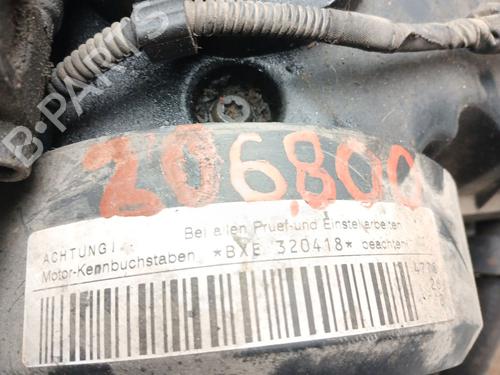 B-PARTS
206800
ACHTUNG! Bei allen Pruef-und Einstellarbeiten
Motor-Kennbuchstaben *BXE 320418* beachten